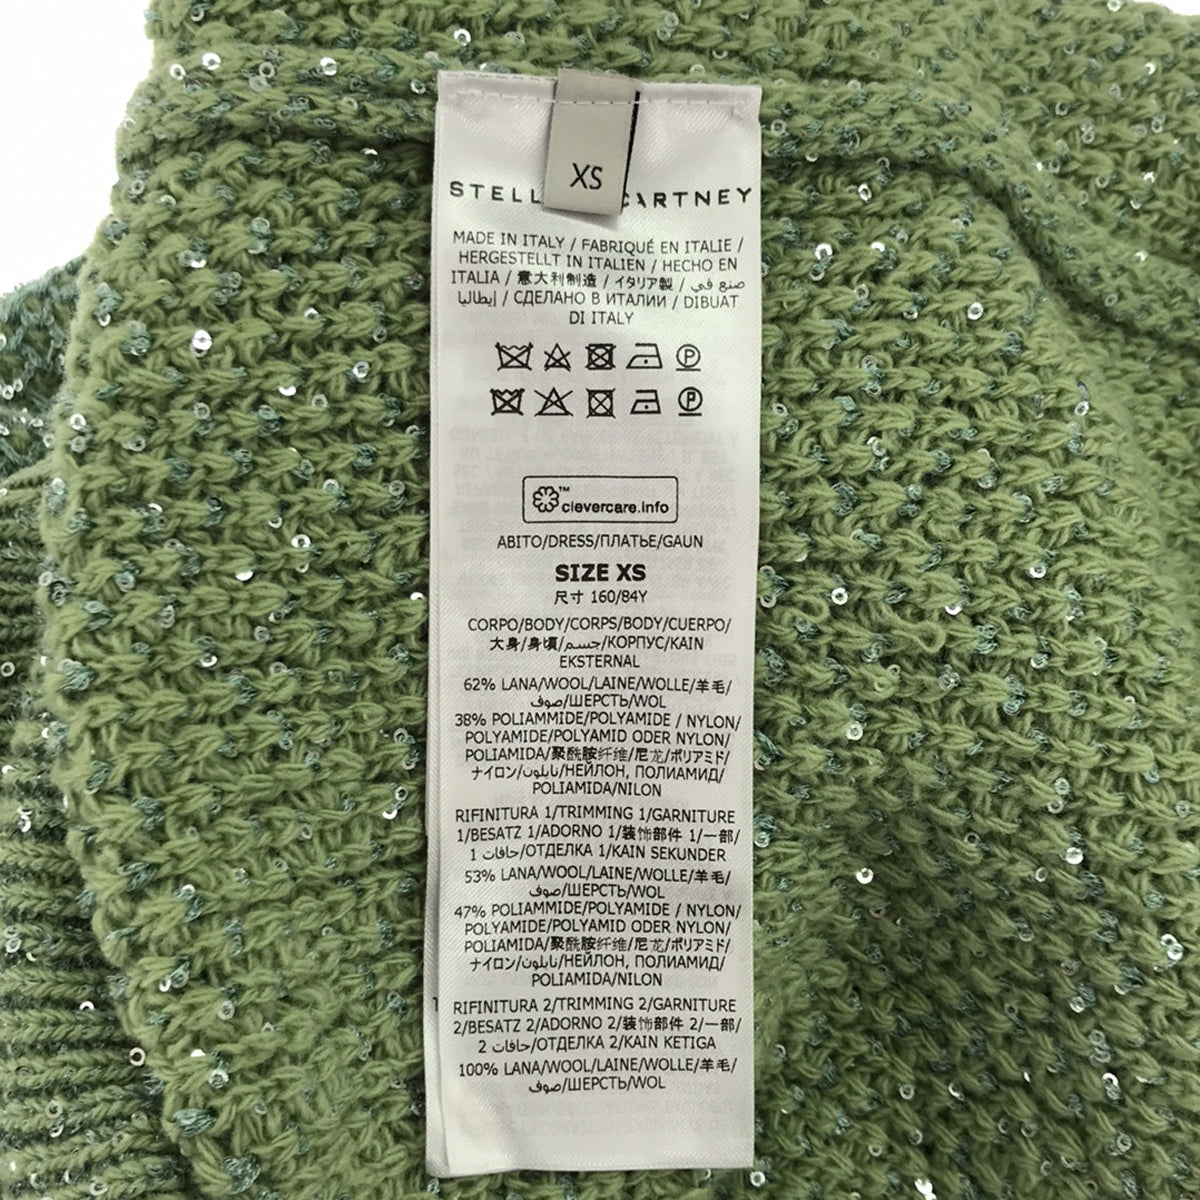 XS
STELL CARTNEY
MADE IN ITALY / FABRIQUÉ EN ITALIE /
HERGESTELLT IN ITALIEN / HECHO EN
ITALIA / 意大利制造 / イタリア製 / صنع في
إيطاليا / СДЕЛАНО В ИТАЛИИ / DIBUAT
DI ITALY
P
P
™
clevercare.info
ABITO/DRESS/ПЛАТЬЕ/GAUN
SIZE XS
尺寸 160/84Y
CORPO/BODY/CORPS/BODY/CUERPO/
大身/身頃/جسم/КОРПУС/KAIN
EKSTERNAL
62% LANA/WOOL/LAINE/WOLLE/羊毛/
صوف/ШЕРСТЬ/WOL
38% POLIAMMIDE/POLYAMIDE / NYLON/
POLYAMIDE/POLYAMID ODER NYLON/
POLIAMIDA/聚酰胺纤维/尼龙/ポリアミド/
ナイロン/نايلون/НЕЙЛОН, ПОЛИАМИД/
POLIAMIDA/NILON
RIFINITURA 1/TRIMMING 1/GARNITURE
1/BESATZ 1/ADORNO 1/装饰部件 1/一部/
1 حافات/ОТДЕЛКА 1/KAIN SEKUNDER
53% LANA/WOOL/LAINE/WOLLE/羊毛/
صوف/ШЕРСТЬ/WOL
47% POLIAMMIDE/POLYAMIDE / NYLON/
POLYAMIDE/POLYAMID ODER NYLON/
POLIAMIDA/聚酰胺纤维/尼龙/ポリアミド/
ナイロン/نايلون/НЕЙЛОН, ПОЛИАМИД/
POLIAMIDA/NILON
RIFINITURA 2/TRIMMING 2/GARNITURE
2/BESATZ 2/ADORNO 2/装饰部件 2/一部/
2 حافات/ОТДЕЛКА 2/KAIN KETIGA
100% LANA/WOOL/LAINE/WOLLE/羊毛/
صوف/ШЕРСТЬ/WOL